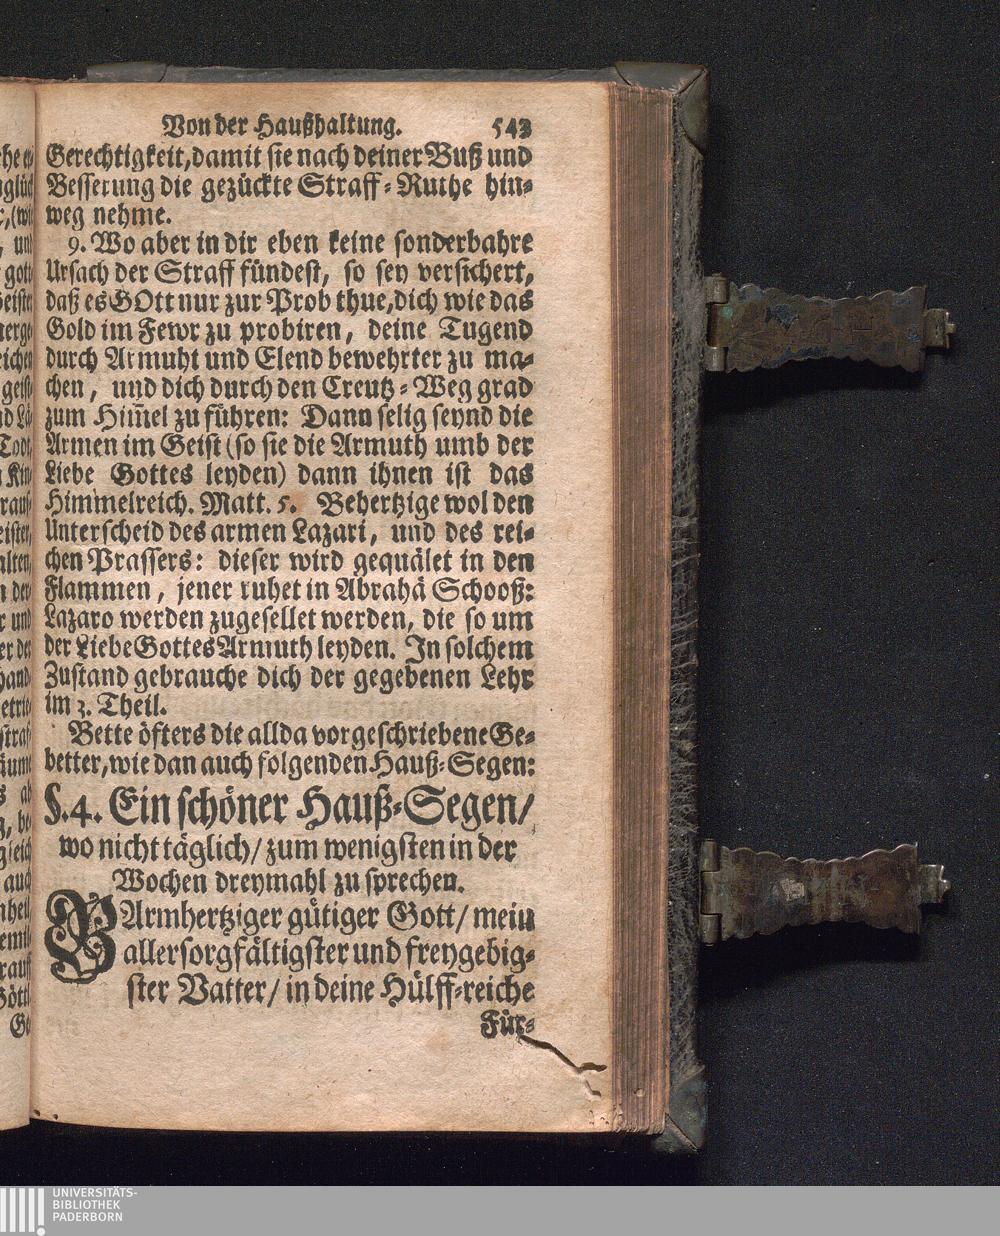 Von der Haußhaltung. 543
Gerechtigkeit, damit sie nach deiner Buß und
Besserung die gezückte Straff-Ruthe hin-
weg nehme.
9. Wo aber in dir eben keine sonderbahre
Ursach der Straff fündest, so sey versichert,
daß es GOtt nur zur Prob thue, dich wie das
Gold im Fewr zu probiren, deine Tugend
durch Armuht und Elend bewehrter zu ma-
chen, und dich durch den Creutz-Weg grad
zum Him̃el zu führen: Dann selig seynd die
Armen im Geist (so sie die Armuth umb der
Liebe Gottes leyden) dann ihnen ist das
Himmelreich. Matt. 5. Behertzige wol den
Unterscheid des armen Lazari, und des rei-
chen Prassers: dieser wird gequälet in den
Flammen, jener ruhet in Abrahä Schooß:
Lazaro werden zugesellet werden, die so um
der Liebe Gottes Armuth leyden. In solchem
Zustand gebrauche dich der gegebenen Lehr
im 3. Theil.
Bette öfters die allda vorgeschriebene Ge-
better, wie dan auch folgenden Hauß-Segen:
§. 4. Ein schöner Hauß-Segen/
wo nicht täglich/ zum wenigsten in der
Wochen dreymahl zu sprechen.
BArmhertziger gütiger Gott/ mein
allersorgfältigster und freygebig-
ster Vatter/ in deine Hülff-reiche
Für-
UNIVERSITÄTS-
BIBLIOTHEK
PADERBORN